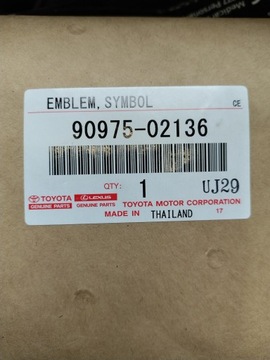 EMBLEM, SYMBOL
CE
90975-02136
QTY: 1 UJ29
TOYOTA LEXUS TOYOTA MOTOR CORPORATION
GENUINE PARTS GENUINE PARTS
MADE IN THAILAND 17